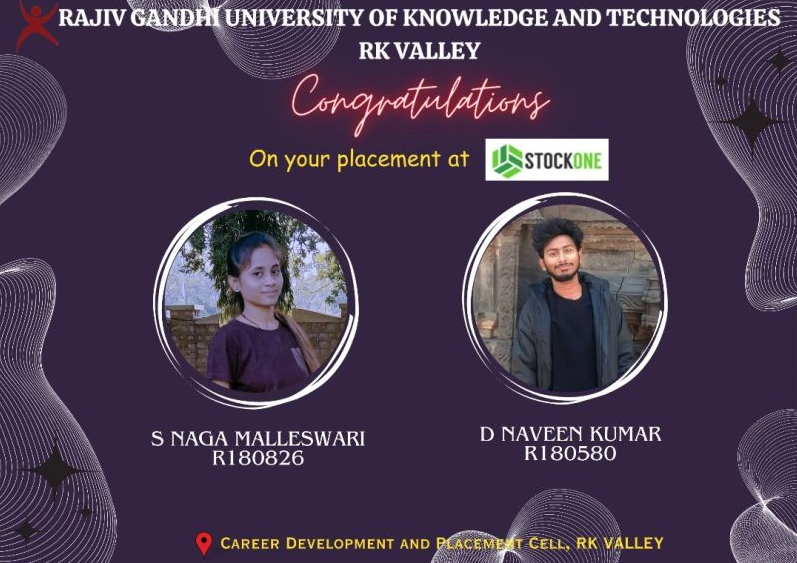 RAJIV GANDHI UNIVERSITY OF KNOWLEDGE AND TECHNOLOGIES
RK VALLEY
Congratulations
On your placement at STOCKONE
S NAGA MALLESWARI
R180826
D NAVEEN KUMAR
R180580
CAREER DEVELOPMENT AND PLACEMENT CELL, RK VALLEY